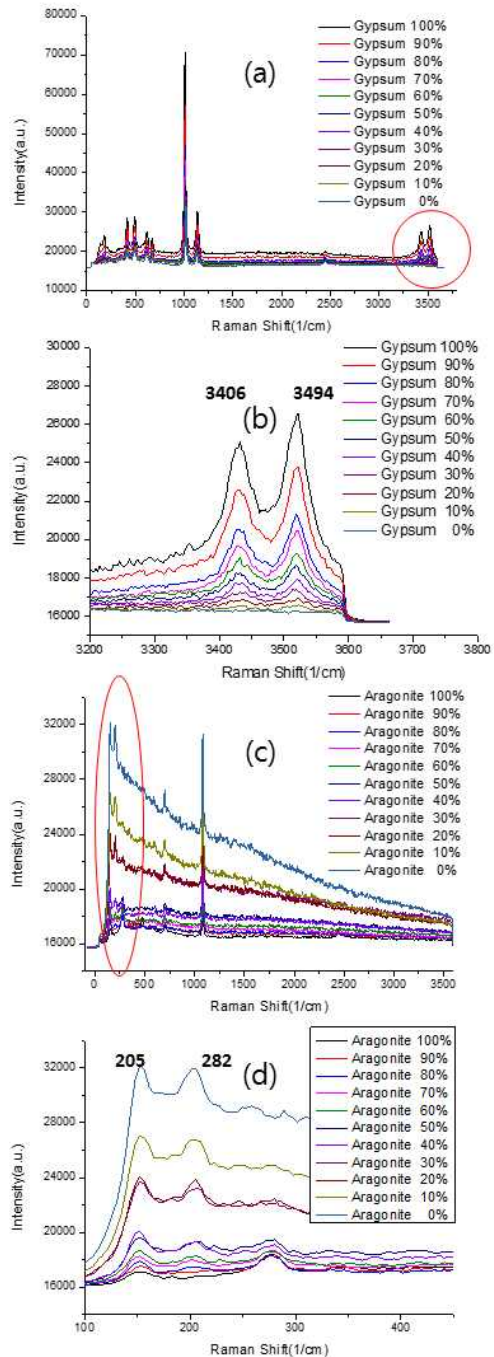 80000
70000
60000
50000
40000
30000
20000
10000
Intensity(a.u.)
(a)
Gypsum 100%
Gypsum 90%
Gypsum 80%
Gypsum 70%
Gypsum 60%
Gypsum 50%
Gypsum 40%
Gypsum 30%
Gypsum 20%
Gypsum 10%
Gypsum 0%
0 500 1000 1500 2000 2500 3000 3500
Raman Shift(1/cm)
28000
26000
24000
22000
20000
18000
16000
Intensity(a.u.)
3406 3494
(b)
Gypsum 100%
Gypsum 90%
Gypsum 80%
Gypsum 70%
Gypsum 60%
Gypsum 50%
Gypsum 40%
Gypsum 30%
Gypsum 20%
Gypsum 10%
Gypsum 0%
3200 3300 3400 3500 3600 3700 3800
Raman Shift(1/cm)
32000
28000
24000
20000
16000
Intensity(a.u.)
(c)
Aragonite 100%
Aragonite 90%
Aragonite 80%
Aragonite 70%
Aragonite 60%
Aragonite 50%
Aragonite 40%
Aragonite 30%
Aragonite 20%
Aragonite 10%
Aragonite 0%
0 500 1000 1500 2000 2500 3000 3500
Raman Shift(1/cm)
32000
28000
24000
20000
16000
Intensity(a.u.)
205 282
(d)
Aragonite 100%
Aragonite 90%
Aragonite 80%
Aragonite 70%
Aragonite 60%
Aragonite 50%
Aragonite 40%
Aragonite 30%
Aragonite 20%
Aragonite 10%
Aragonite 0%
100 200 300 400
Raman Shift(1/cm)